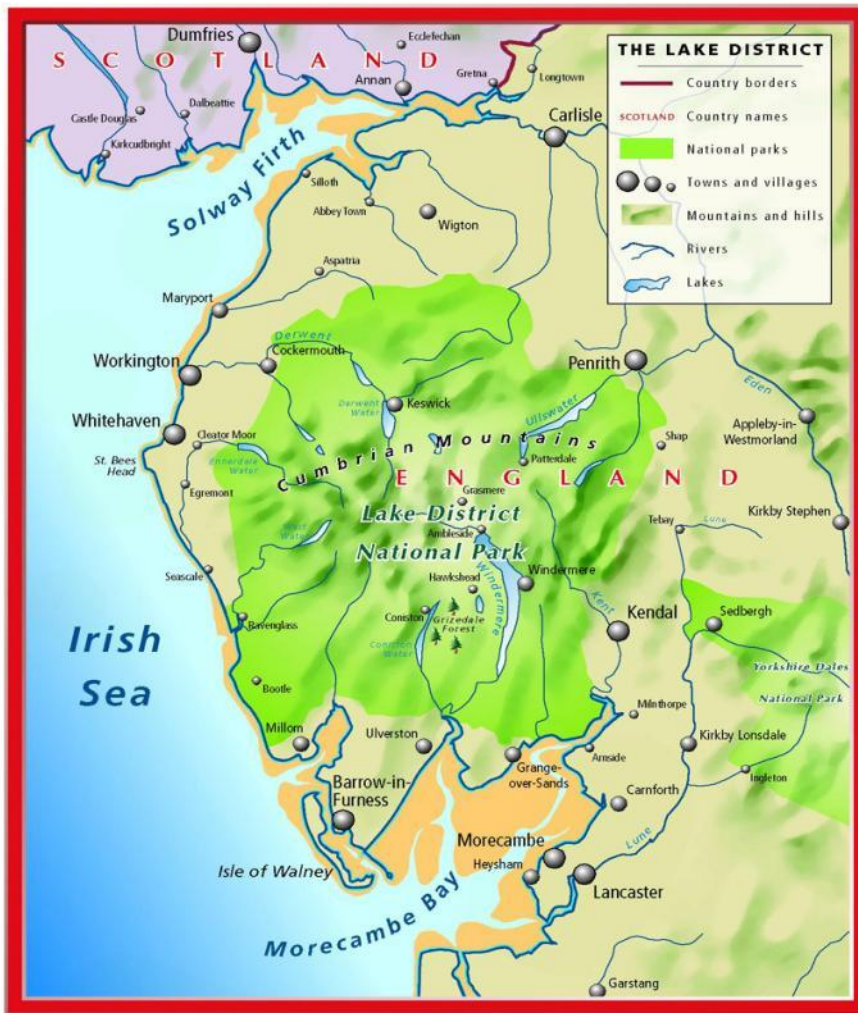 Dumfries
Ecclefechan
SCOTLAND
Annan
Gretna
Longtown
Castle Douglas
Dalbeattie
Kirkcudbright
Carlisle
THE LAKE DISTRICT
Country borders
SCOTLAND
Country names
National parks
Towns and villages
Mountains and hills
Rivers
Lakes
Solway Firth
Silloth
Abbey Town
Wigton
Aspatria
Maryport
Derwent
Cockermouth
Workington
Penrith
Eden
Derwent
Water
Keswick
Ullswater
Whitehaven
Appleby-in-
Westmorland
Cleator Moor
St. Bees
Head
Ennerdale
Water
Cumbrian Mountains
Shap
Patterdale
ENGLAND
Egremont
Grasmere
Lake District
National Park
Ambleside
Wast
Water
Tebay
Lune
Kirkby Stephen
Seascale
Hawkshead
Windermere
Windermere
Kent
Ravenglass
Coniston
Grizedale
Forest
Kendal
Sedbergh
Irish
Sea
Coniston
Water
Yorkshire Dales
National Park
Bootle
Milnthorpe
Millom
Ulverston
Kirkby Lonsdale
Grange-
over-Sands
Arnside
Ingleton
Barrow-in-
Furness
Carnforth
Morecambe
Lune
Isle of Walney
Heysham
Lancaster
Morecambe Bay
Garstang